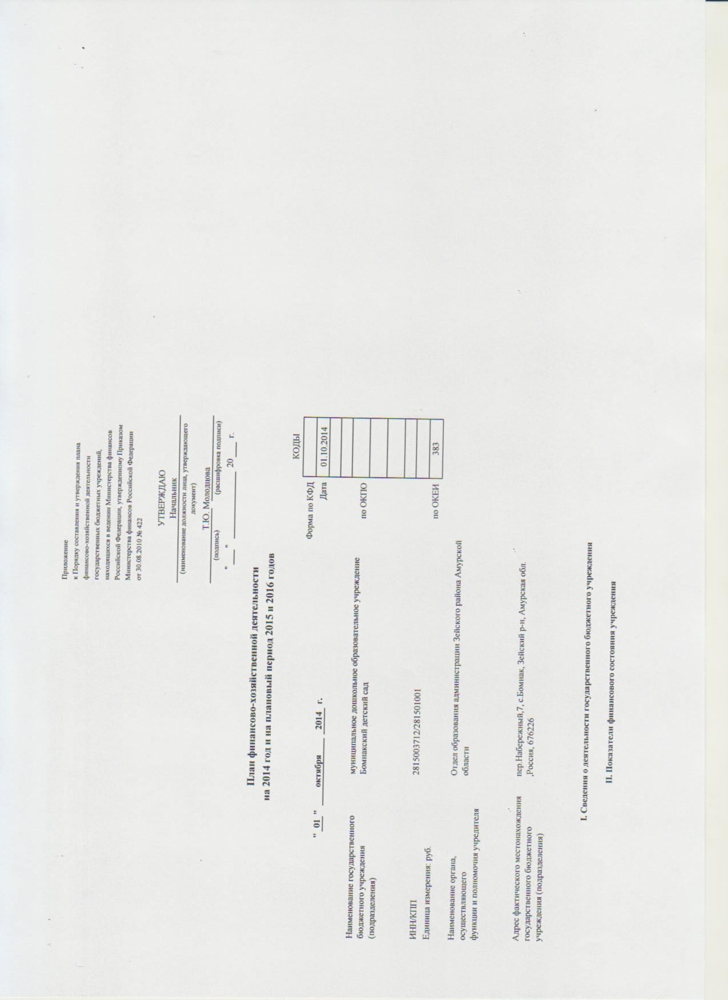 Приложение
к Порядку составления и утверждения плана
финансово-хозяйственной деятельности
государственных бюджетных учреждений,
находящихся в ведении Министерства финансов
Российской Федерации, утвержденному Приказом
Министерства финансов Российской Федерации
от 30.08.2010 № 422
УТВЕРЖДАЮ
Начальник
(наименование должности лица, утверждающего
документ)
Т.Ю. Молодцова
(подпись) (расшифровка подписи)
" ___ " ______________ 20 ___ г.
План финансово-хозяйственной деятельности
на 2014 год и на плановый период 2015 и 2016 годов
КОДЫ
Форма по КФД
" 01 " октября 2014 г. Дата 01.10.2014
Наименование государственного
бюджетного учреждения
(подразделения)
муниципальное дошкольное образовательное учреждение
Бомнакский детский сад
по ОКПО
ИНН/КПП 2815003712/281501001
Единица измерения: руб. по ОКЕИ 383
Наименование органа,
осуществляющего
функции и полномочия учредителя
Отдел образования администрации Зейского района Амурской
области
Адрес фактического местонахождения
государственного бюджетного
учреждения (подразделения)
пер.Набережный,7, с.Бомнак, Зейский р-н, Амурская обл.
,Россия, 676226
I. Сведения о деятельности государственного бюджетного учреждения
II. Показатели финансового состояния учреждения